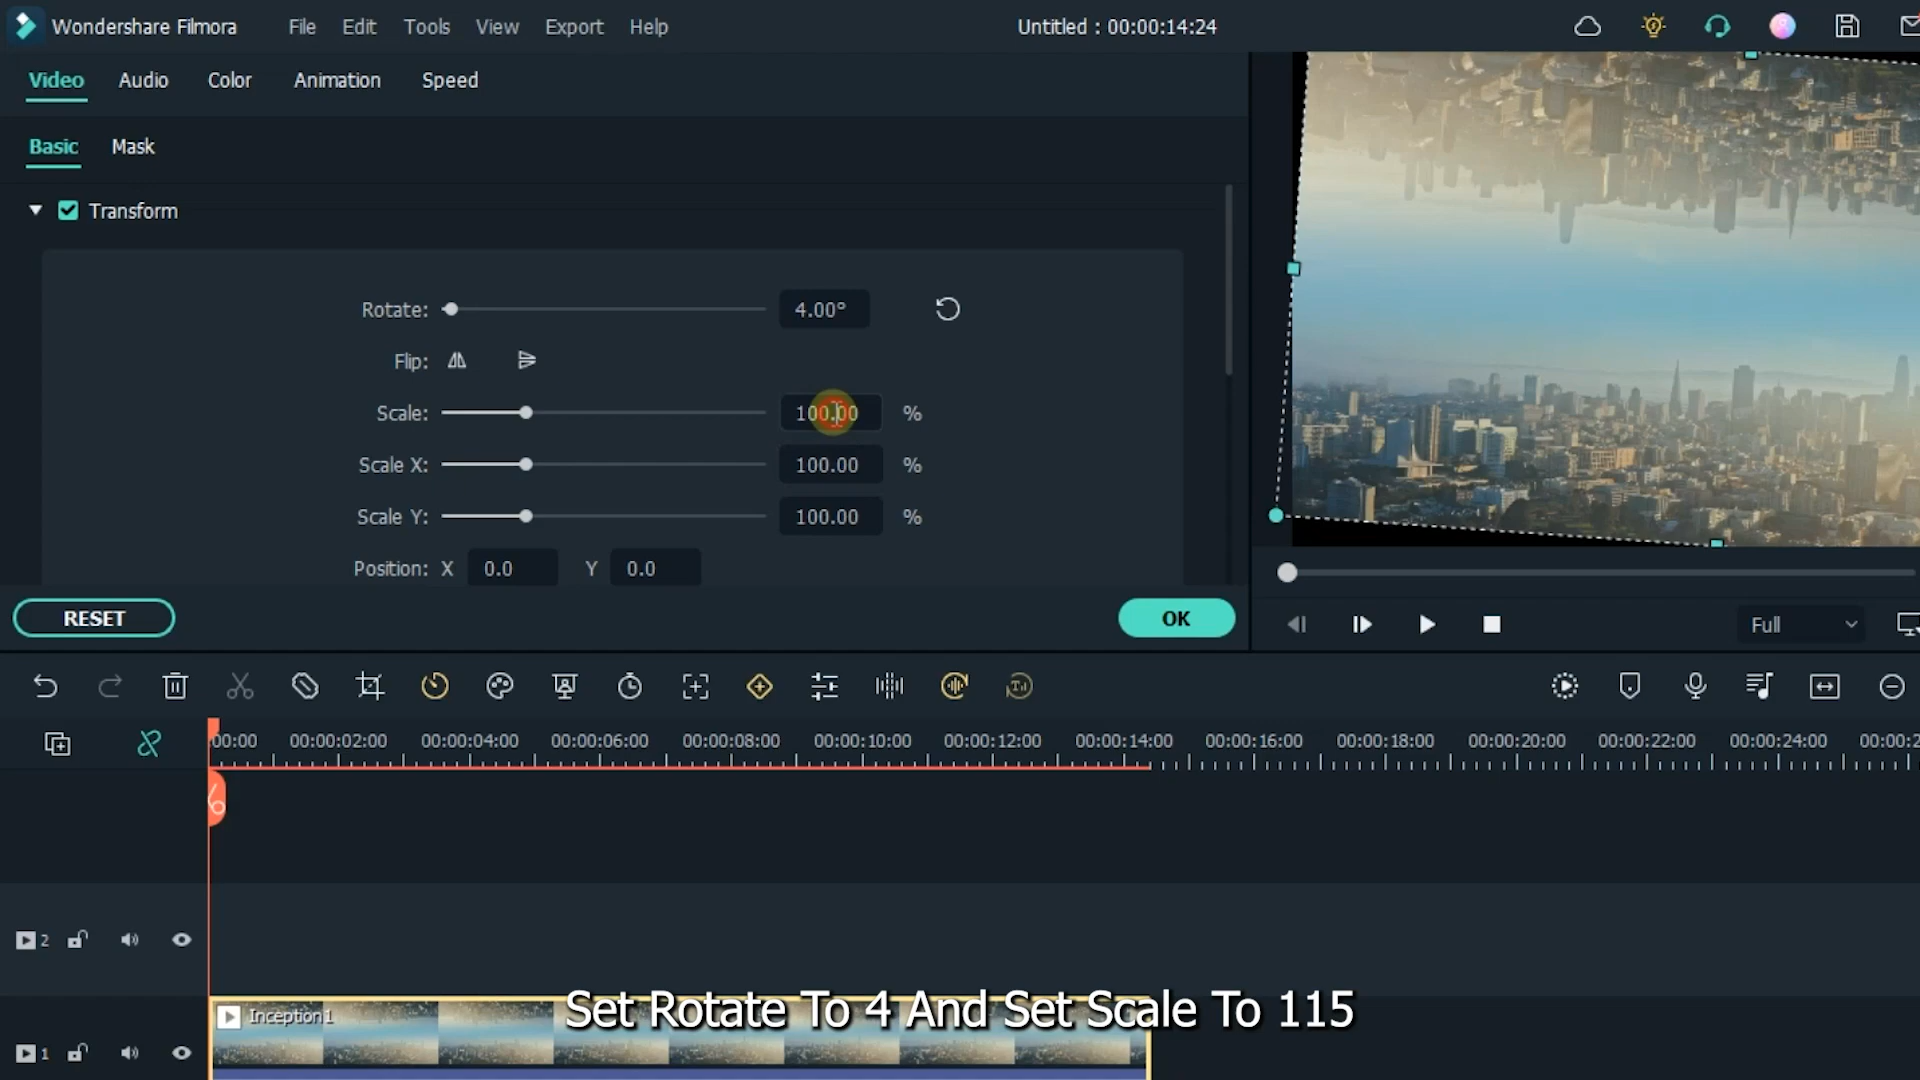 Wondershare Filmora File Edit Tools View Export Help Untitled : 00:00:14:24
Video Audio Color Animation Speed
Basic Mask
Transform
Rotate: 4.00°
Flip:
Scale: 100.00 %
Scale X: 100.00 %
Scale Y: 100.00 %
Position: X 0.0 Y 0.0
RESET OK
Full
:00:00 00:00:02:00 00:00:04:00 00:00:06:00 00:00:08:00 00:00:10:00 00:00:12:00 00:00:14:00 00:00:16:00 00:00:18:00 00:00:20:00 00:00:22:00 00:00:24:00 00:00:2
2
Inception1
Set Rotate To 4 And Set Scale To 115
1